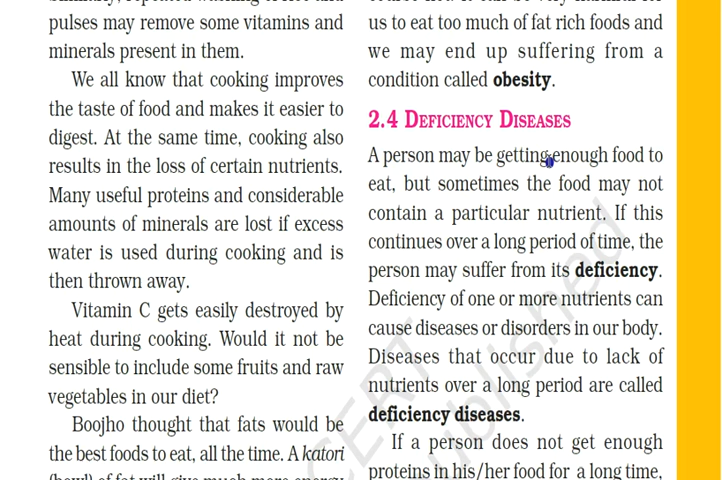 pulses may remove some vitamins and
minerals present in them.
We all know that cooking improves
the taste of food and makes it easier to
digest. At the same time, cooking also
results in the loss of certain nutrients.
Many useful proteins and considerable
amounts of minerals are lost if excess
water is used during cooking and is
then thrown away.
Vitamin C gets easily destroyed by
heat during cooking. Would it not be
sensible to include some fruits and raw
vegetables in our diet?
Boojho thought that fats would be
the best foods to eat, all the time. A katori
(bowl) of fat will give much more energy
us to eat too much of fat rich foods and
we may end up suffering from a
condition called obesity.
2.4 DEFICIENCY DISEASES
A person may be getting enough food to
eat, but sometimes the food may not
contain a particular nutrient. If this
continues over a long period of time, the
person may suffer from its deficiency.
Deficiency of one or more nutrients can
cause diseases or disorders in our body.
Diseases that occur due to lack of
nutrients over a long period are called
deficiency diseases.
If a person does not get enough
proteins in his/her food for a long time,